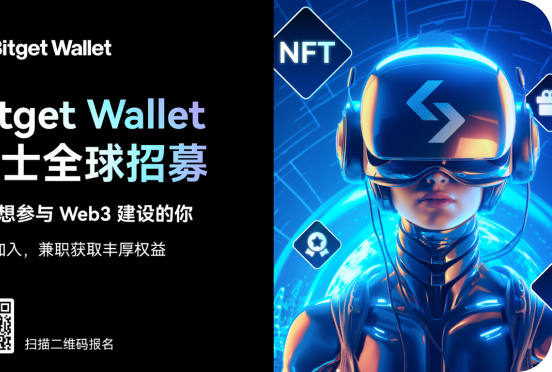 Bitget Wallet
tget Wallet
士全球招募
想参与 Web3 建设的你
加入，兼职获取丰厚权益
扫描二维码报名
NFT